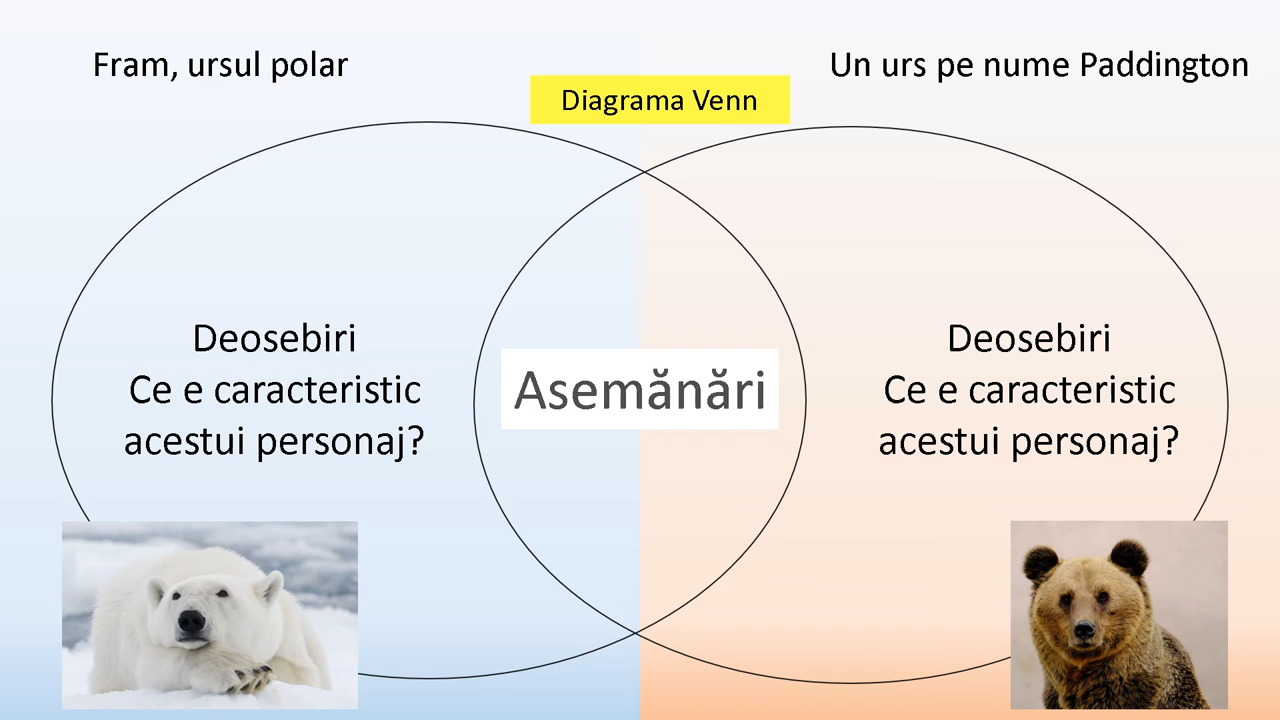 Fram, ursul polar
Un urs pe nume Paddington
Diagrama Venn
Deosebiri
Ce e caracteristic
acestui personaj?
Asemănări
Deosebiri
Ce e caracteristic
acestui personaj?